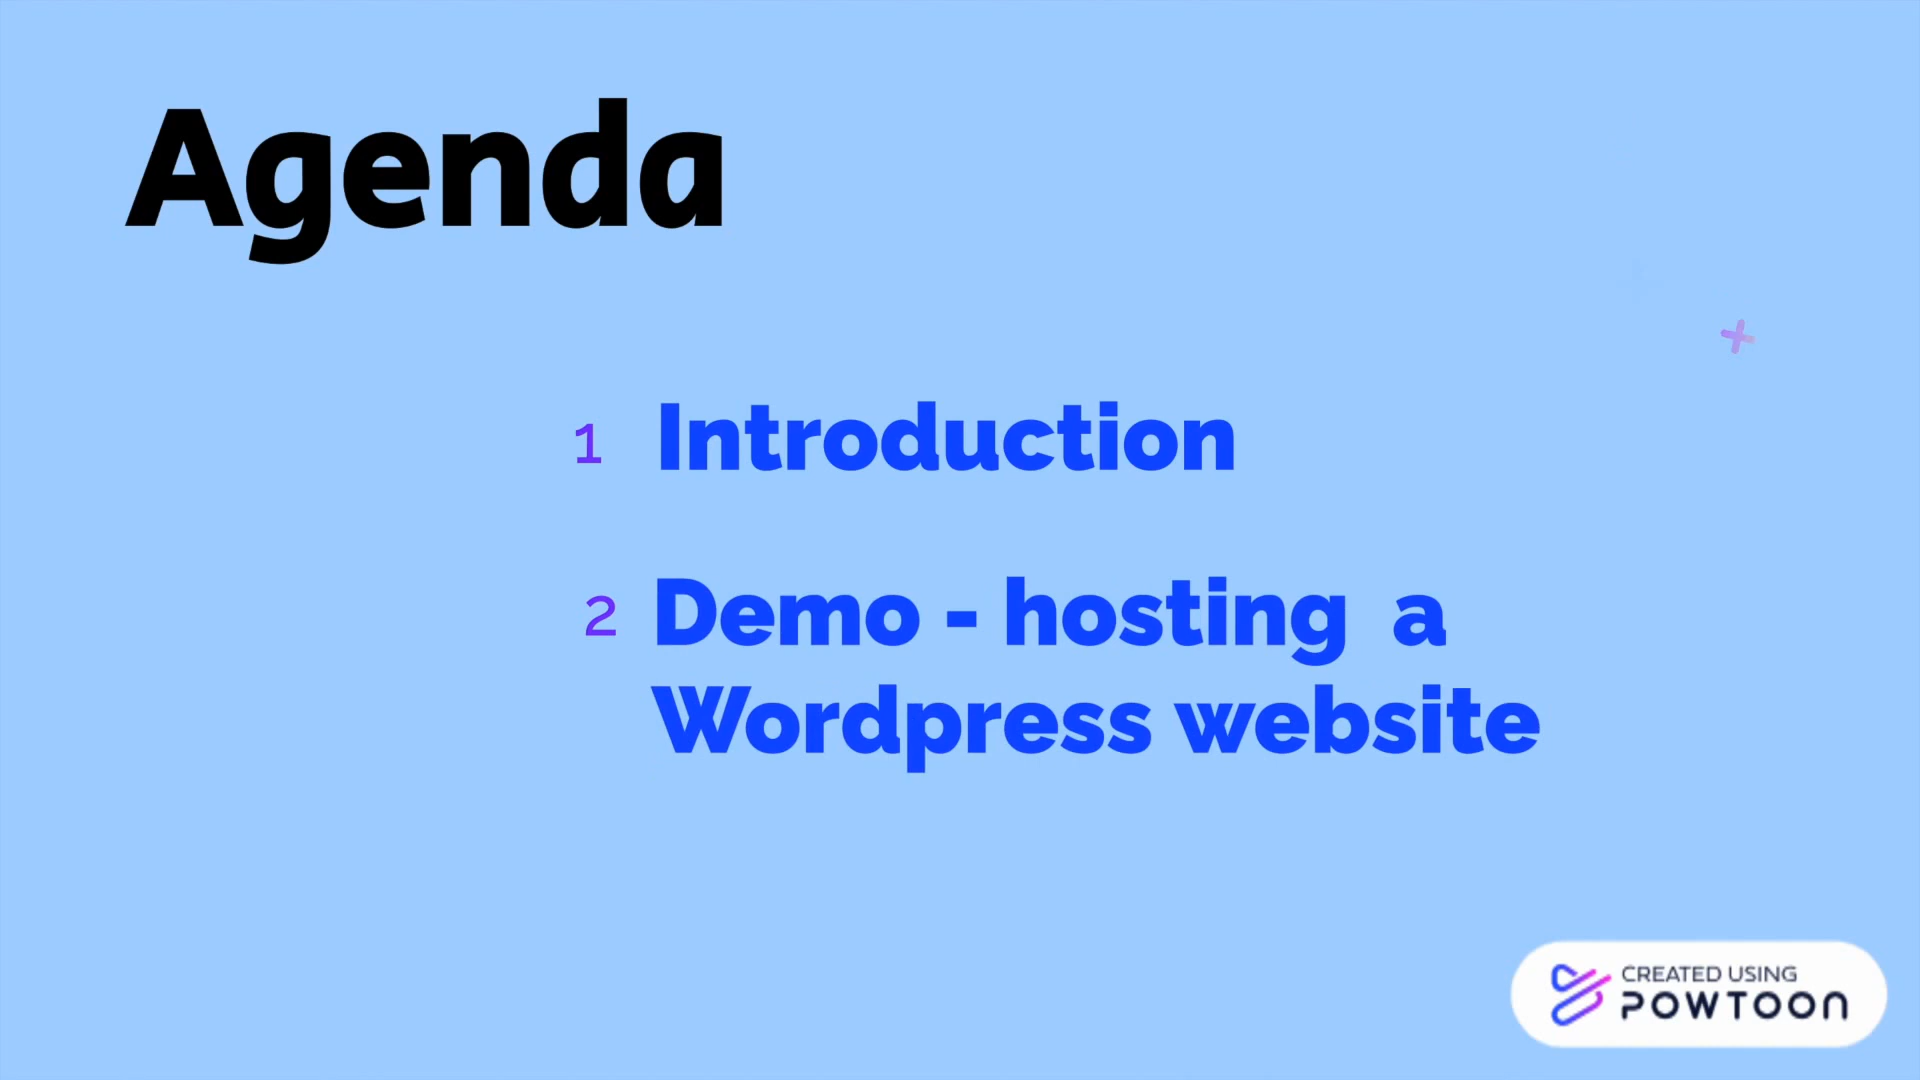 Agenda
1 Introduction
2 Demo - hosting a
Wordpress website
CREATED USING
POWTOON